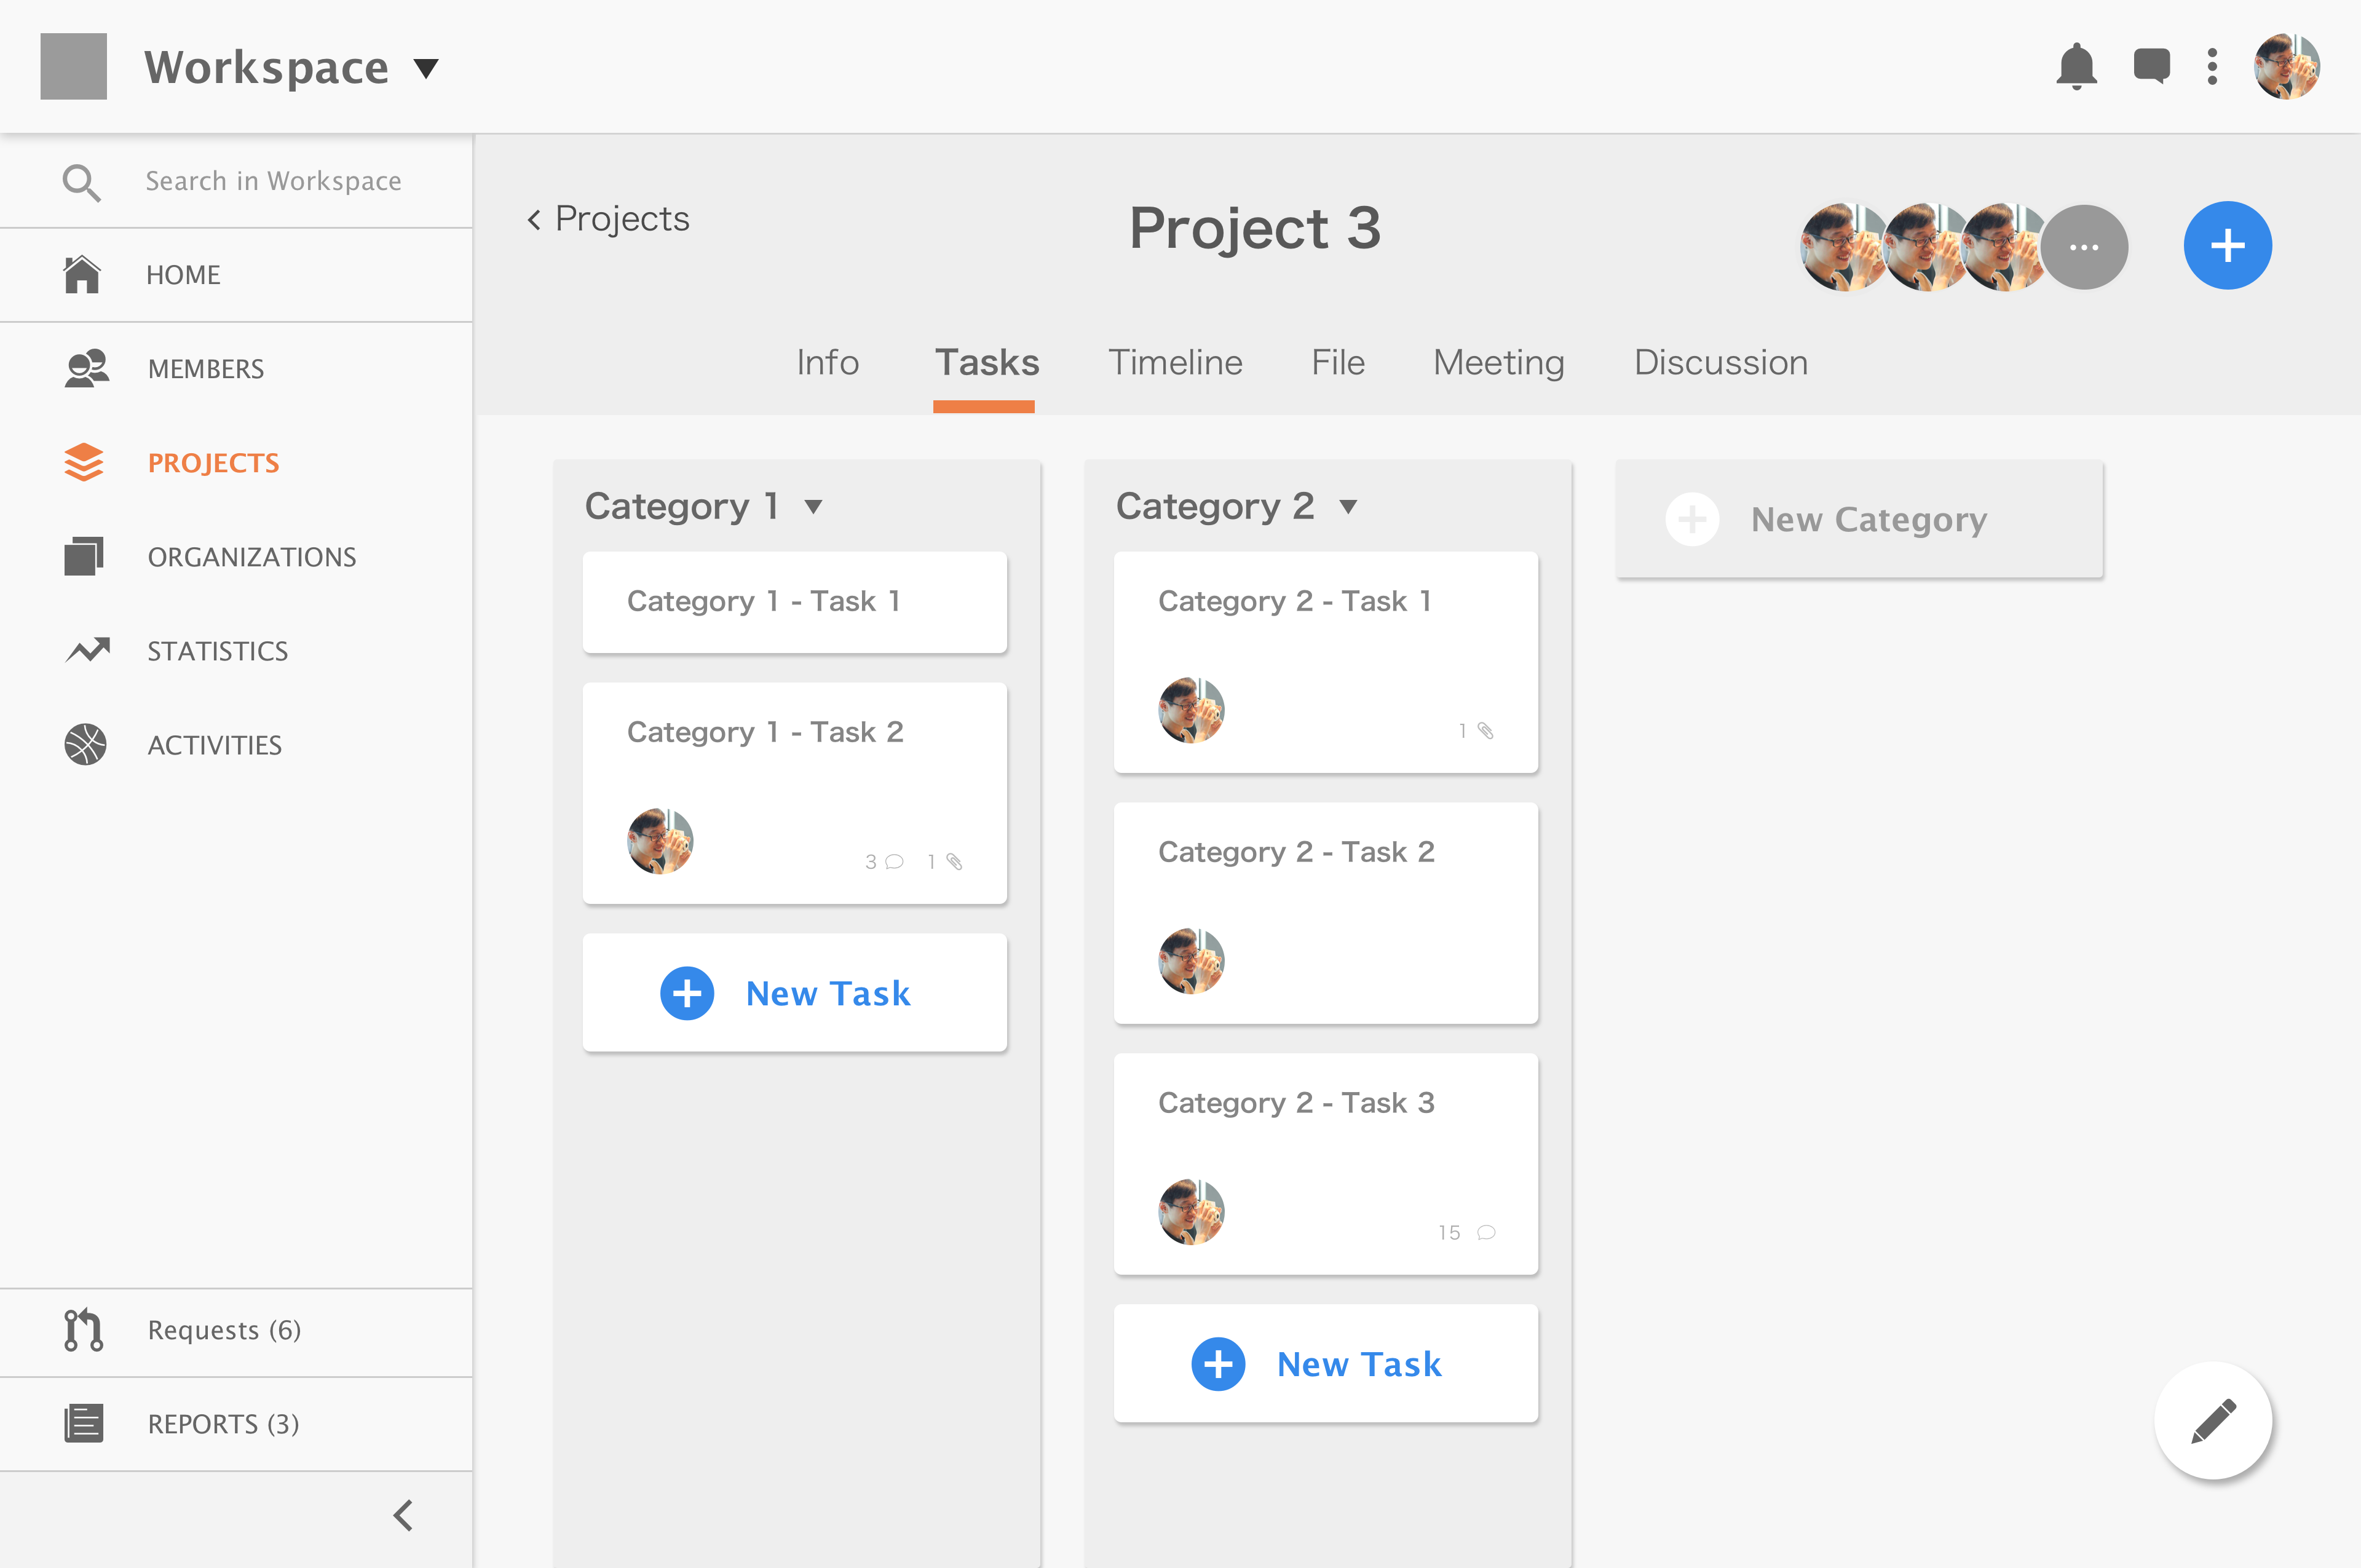 Workspace
Search in Workspace
HOME
MEMBERS
PROJECTS
ORGANIZATIONS
STATISTICS
ACTIVITIES
Requests (6)
REPORTS (3)
Projects
Project 3
Info Tasks Timeline File Meeting Discussion
Category 1
Category 1 - Task 1
Category 1 - Task 2
3 1
New Task
Category 2
Category 2 - Task 1
1
Category 2 - Task 2
Category 2 - Task 3
15
New Task
New Category